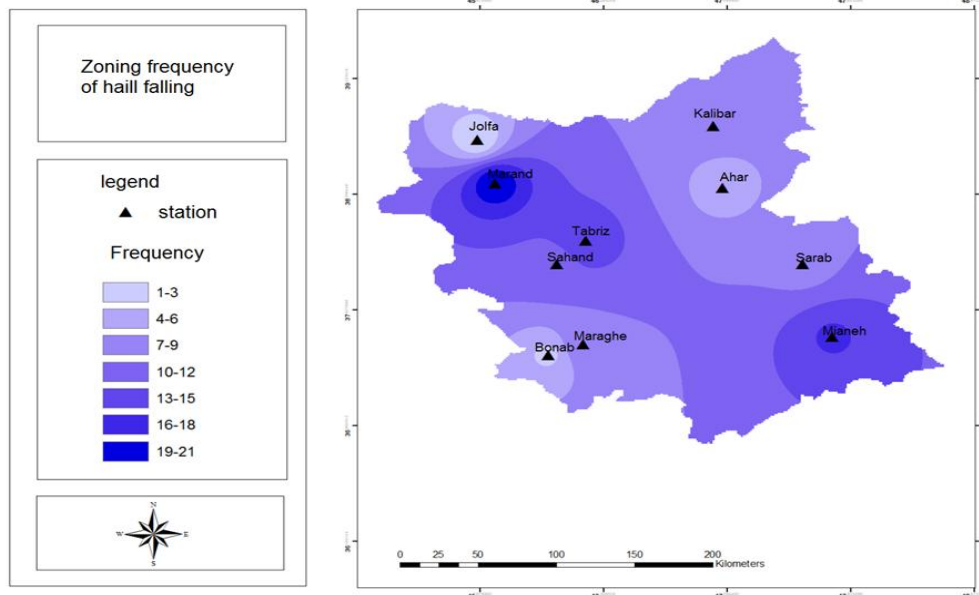 Zoning frequency
of haill falling
legend
station
Frequency
1-3
4-6
7-9
10-12
13-15
16-18
19-21
N
W E
S
Jolfa
Kalibar
Marand
Ahar
Tabriz
Sahand
Sarab
Mianeh
Maraghe
Bonab
0 25 50 100 150 200
Kilometers